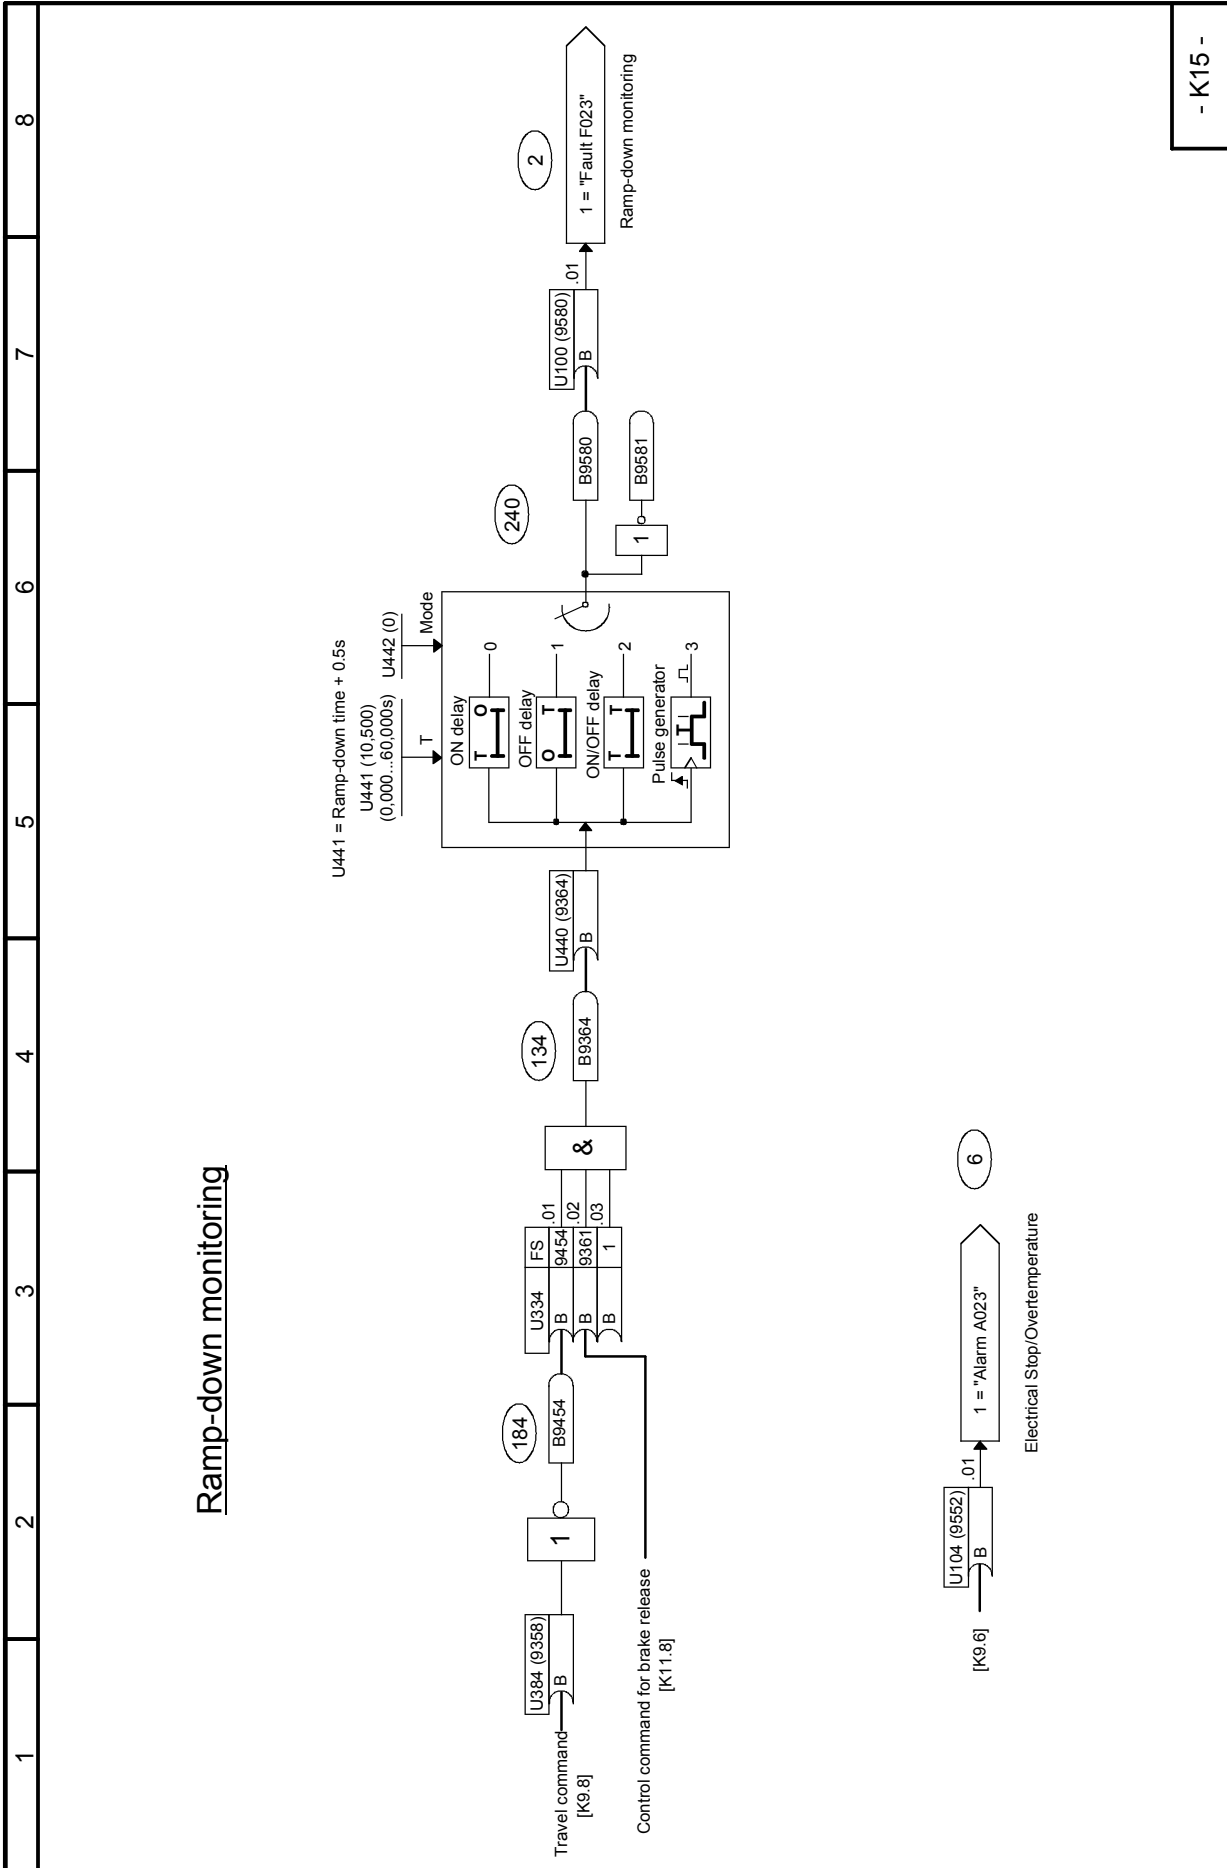 1
2
3
4
5
6
7
8
Ramp-down monitoring
Travel command
[K9.8]
U384 (9358)
B
1
184
B9454
Control command for brake release
[K11.8]
U334
FS
B
9454
.01
B
9361
.02
B
1
.03
&
134
B9364
U440 (9364)
B
U441 = Ramp-down time + 0.5s
U441 (10,500)
(0,000...60,000s)
T
U442 (0)
Mode
ON delay
T
O
0
OFF delay
O
T
1
ON/OFF delay
T
T
2
Pulse generator
T
3
240
B9580
1
B9581
U100 (9580)
B
.01
2
1 = "Fault F023"
Ramp-down monitoring
[K9.6]
U104 (9552)
B
.01
1 = "Alarm A023"
6
Electrical Stop/Overtemperature
- K15 -